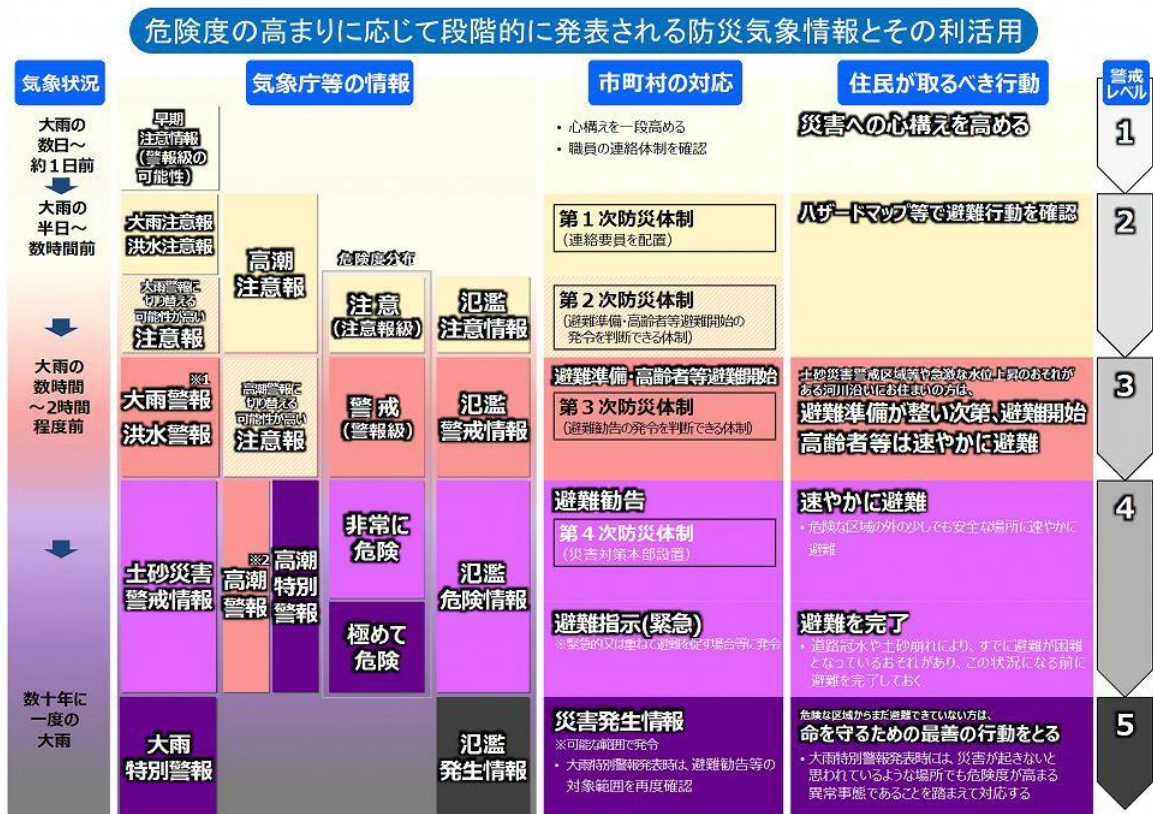 危険度の高まりに応じて段階的に発表される防災気象情報とその利活用
気象状況
気象庁等の情報
市町村の対応
住民が取るべき行動
警戒
レベル
大雨の
数日～
約1日前
早期
注意情報
(警報級の
可能性)
・心構えを一段高める
・職員の連絡体制を確認
災害への心構えを高める
1
大雨の
半日～
数時間前
大雨注意報
洪水注意報
高潮
注意報
危険度分布
第1次防災体制
(連絡要員を配置)
ハザードマップ等で避難行動を確認
2
大雨警報に
切り替える
可能性が高い
注意報
注意
(注意報級)
氾濫
注意情報
第2次防災体制
(避難準備・高齢者等避難開始の
発令を判断できる体制)
大雨の
数時間
～2時間
程度前
※1
大雨警報
洪水警報
高潮警報に
切り替える
可能性が高い
注意報
警戒
(警報級)
氾濫
警戒情報
避難準備・高齢者等避難開始
第3次防災体制
(避難勧告の発令を判断できる体制)
土砂災害警戒区域等や急激な水位上昇のおそれが
ある河川沿いにお住まいの方は、
避難準備が整い次第、避難開始
高齢者等は速やかに避難
3
土砂災害
警戒情報
※2
高潮
警報
高潮
特別
警報
非常に
危険
極めて
危険
氾濫
危険情報
避難勧告
第4次防災体制
(災害対策本部設置)
速やかに避難
・危険な区域の外の少しでも安全な場所に速やかに
避難
4
避難指示(緊急)
※緊急的又は重ねて避難を促す場合等に発令
避難を完了
・道路冠水や土砂崩れにより、すでに避難が困難
となっているおそれがあり、この状況になる前に
避難を完了しておく
数十年に
一度の
大雨
大雨
特別警報
氾濫
発生情報
災害発生情報
※可能な範囲で発令
・大雨特別警報発表時は、避難勧告等の
対象範囲を再度確認
危険な区域からまだ避難できていない方は、
命を守るための最善の行動をとる
・大雨特別警報発表時には、災害が起きないと
思われているような場所でも危険度が高まる
異常事態であることを踏まえて対応する
5